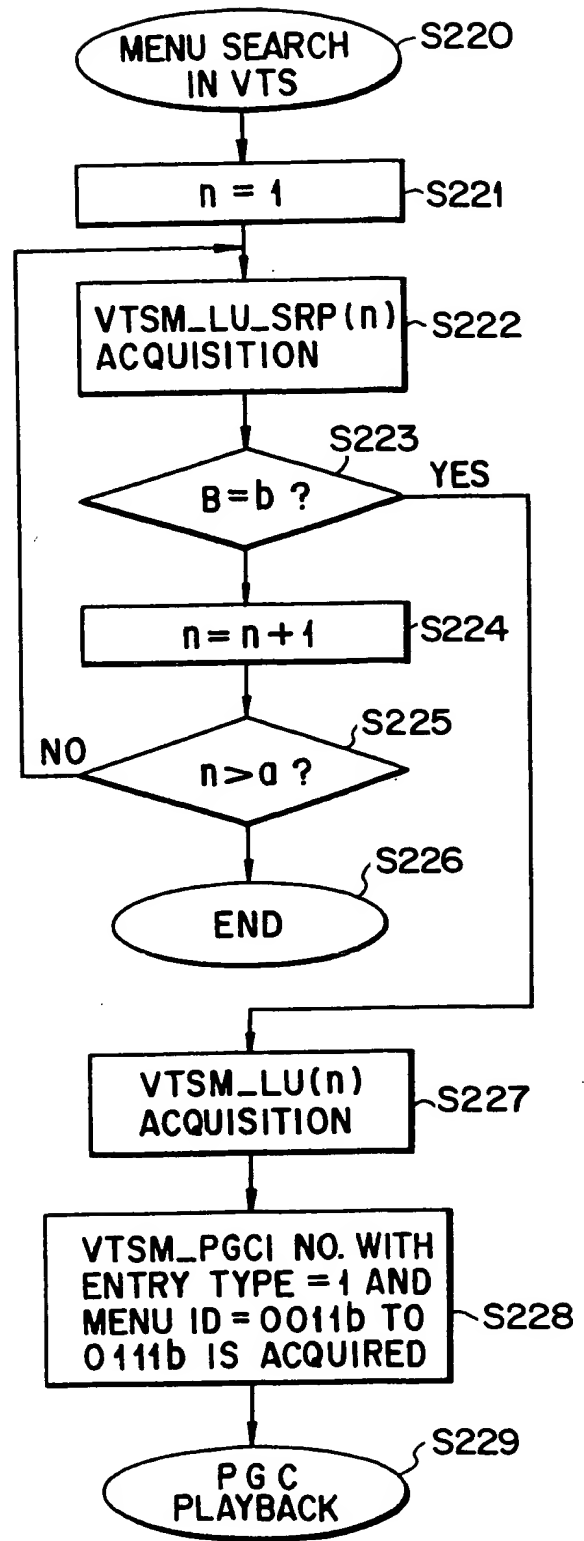 MENU SEARCH
IN VTS
S220
n = 1
S221
VTSM_LU_SRP(n)
ACQUISITION
S222
S223
B=b ?
YES
n=n+1
S224
S225
NO
n>a ?
S226
END
VTSM_LU(n)
ACQUISITION
S227
VTSM_PGCI NO. WITH
ENTRY TYPE =1 AND
MENU ID=0011b TO
0111b IS ACQUIRED
S228
S229
PGC
PLAYBACK